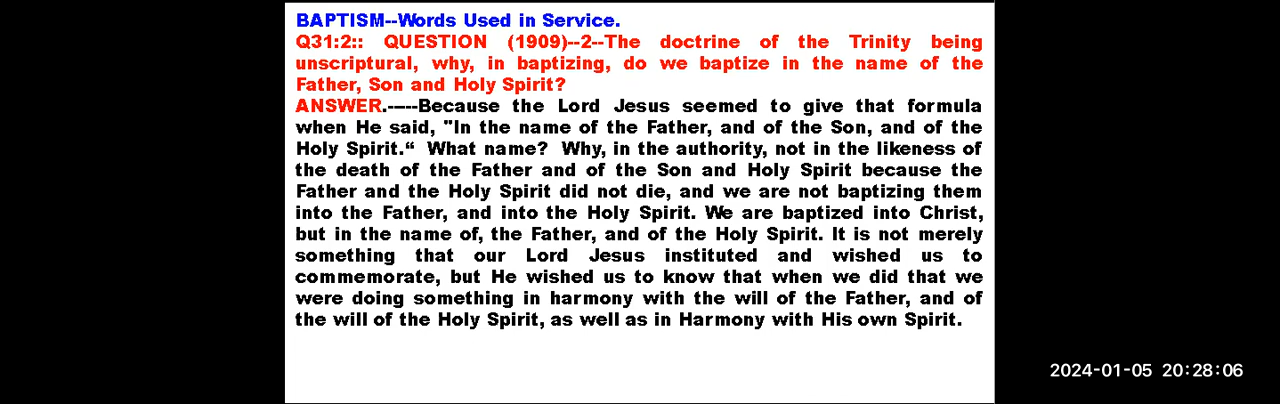 BAPTISM--Words Used in Service.
Q31:2:: QUESTION (1909)--2--The doctrine of the Trinity being
unscriptural, why, in baptizing, do we baptize in the name of the
Father, Son and Holy Spirit?
ANSWER.-----Because the Lord Jesus seemed to give that formula
when He said, "In the name of the Father, and of the Son, and of the
Holy Spirit.“ What name? Why, in the authority, not in the likeness of
the death of the Father and of the Son and Holy Spirit because the
Father and the Holy Spirit did not die, and we are not baptizing them
into the Father, and into the Holy Spirit. We are baptized into Christ,
but in the name of, the Father, and of the Holy Spirit. It is not merely
something that our Lord Jesus instituted and wished us to
commemorate, but He wished us to know that when we did that we
were doing something in harmony with the will of the Father, and of
the will of the Holy Spirit, as well as in Harmony with His own Spirit.
2024-01-05 20:28:06